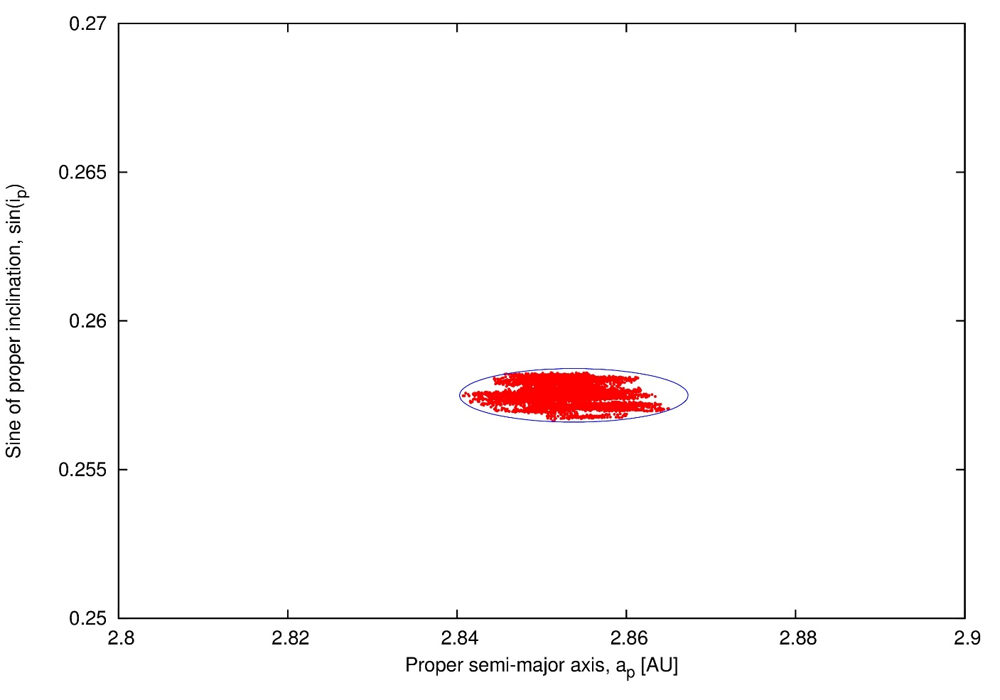 0.27
0.265
0.26
0.255
0.25
2.8 2.82 2.84 2.86 2.88 2.9
Sine of proper inclination, sin(ip)
Proper semi-major axis, ap [AU]